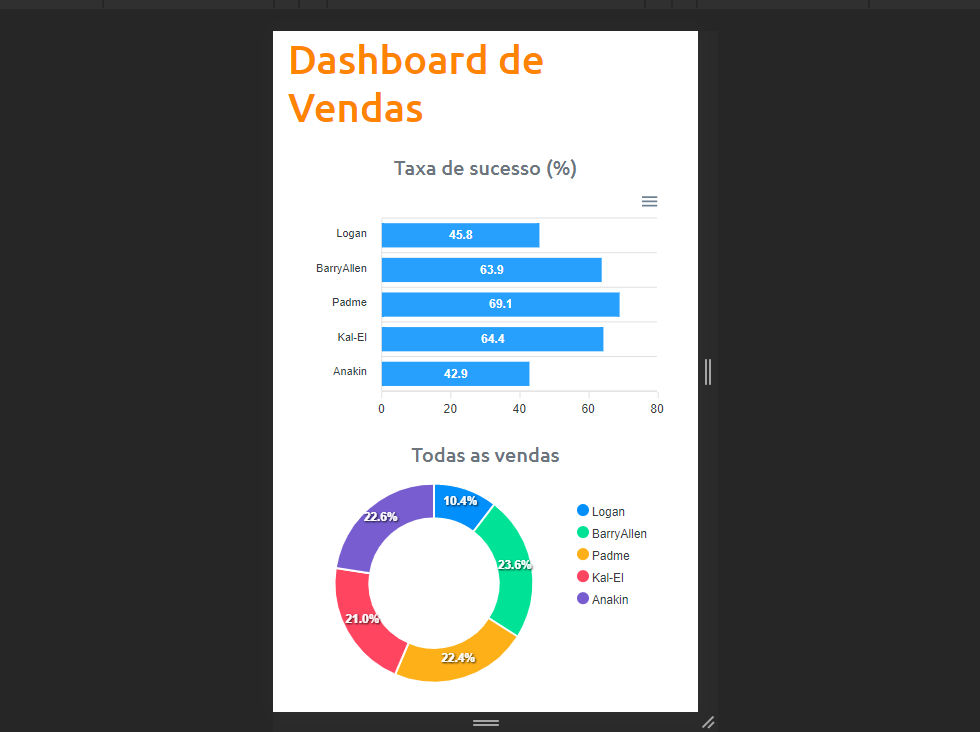 Dashboard de
Vendas
Taxa de sucesso (%)
Logan
45.8
BarryAllen
63.9
Padme
69.1
Kal-El
64.4
Anakin
42.9
0 20 40 60 80
Todas as vendas
10.4%
22.6%
23.6%
21.0%
22.4%
Logan
BarryAllen
Padme
Kal-El
Anakin